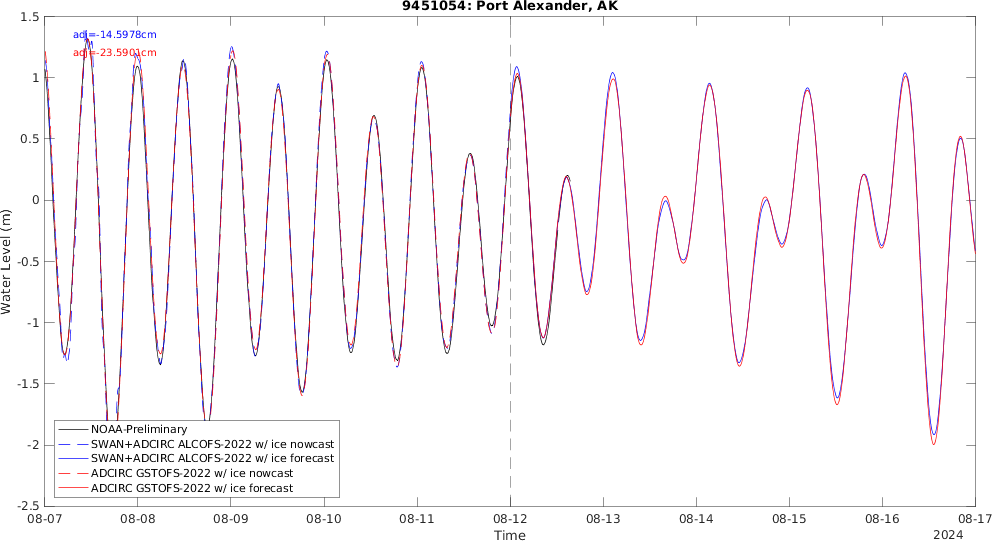 9451054: Port Alexander, AK
adj=-14.5978cm
adj=-23.5901cm
Water Level (m)
1.5
1
0.5
0
-0.5
-1
-1.5
-2
-2.5
NOAA-Preliminary
SWAN+ADCIRC ALCOFS-2022 w/ ice nowcast
SWAN+ADCIRC ALCOFS-2022 w/ ice forecast
ADCIRC GSTOFS-2022 w/ ice nowcast
ADCIRC GSTOFS-2022 w/ ice forecast
08-07 08-08 08-09 08-10 08-11 08-12 08-13 08-14 08-15 08-16 08-17
Time
2024